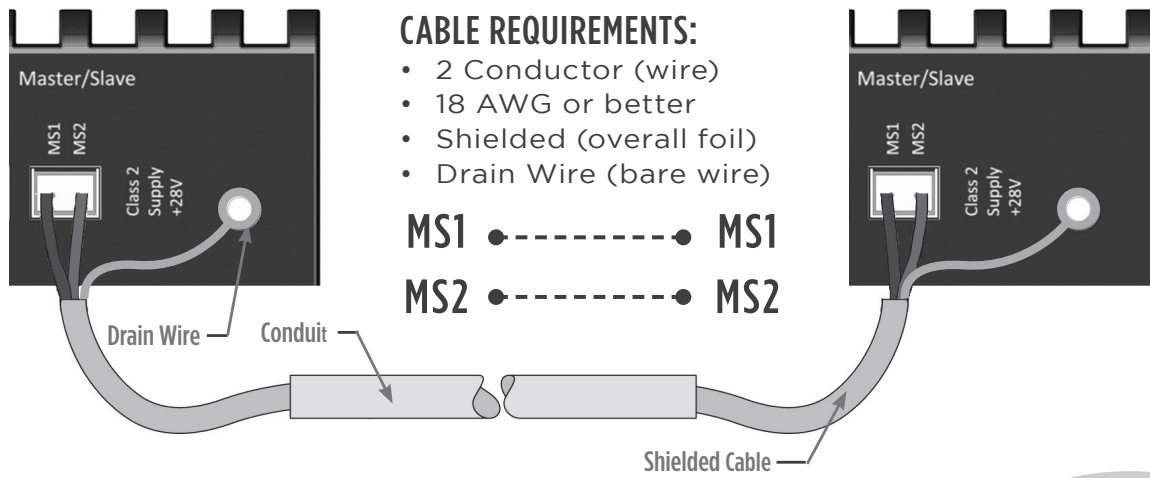 CABLE REQUIREMENTS:
• 2 Conductor (wire)
• 18 AWG or better
• Shielded (overall foil)
• Drain Wire (bare wire)
MS1 MS1
MS2 MS2
Master/Slave
MS1
MS2
Class 2
Supply
+28V
Master/Slave
MS1
MS2
Class 2
Supply
+28V
Drain Wire
Conduit
Shielded Cable